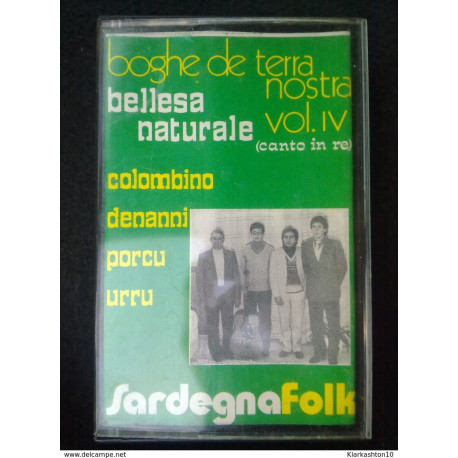 boghe de terra
nostra
bellesa
naturale
vol. IV
(canto in re)
colombino
denanni
porcu
urru
SardegnaFolk
www.delcampe.net
Klarkashton10